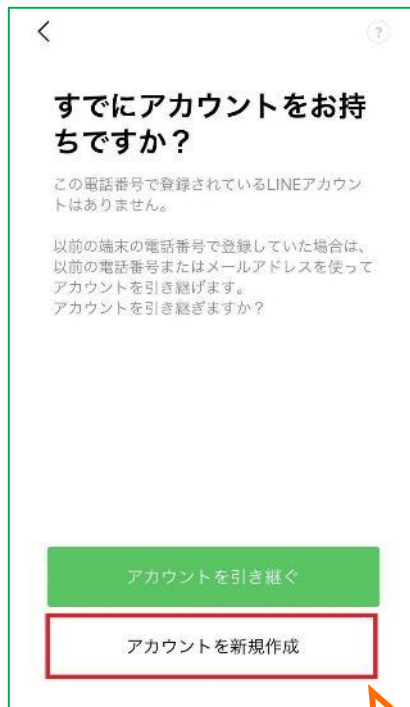 すでにアカウントをお持
ちですか？
この電話番号で登録されているLINEアカウン
トはありません。
以前の端末の電話番号で登録していた場合は、
以前の電話番号またはメールアドレスを使って
アカウントを引き継げます。
アカウントを引き継ぎますか？
アカウントを引き継ぐ
アカウントを新規作成